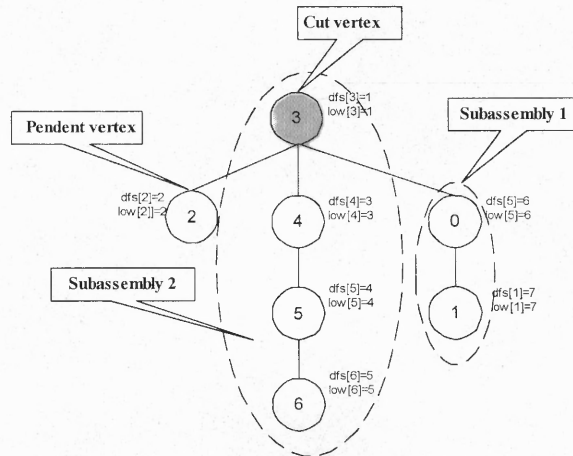 Cut vertex
dfs[3]=1
low[3]=1
3
Pendent vertex
Subassembly 1
dfs[2]=2
low[2]]=2
2
4
dfs[4]=3
low[4]=3
0
dfs[5]=6
low[5]=6
Subassembly 2
5
dfs[5]=4
low[5]=4
1
dfs[1]=7
low[1]=7
6
dfs[6]=5
low[6]=5